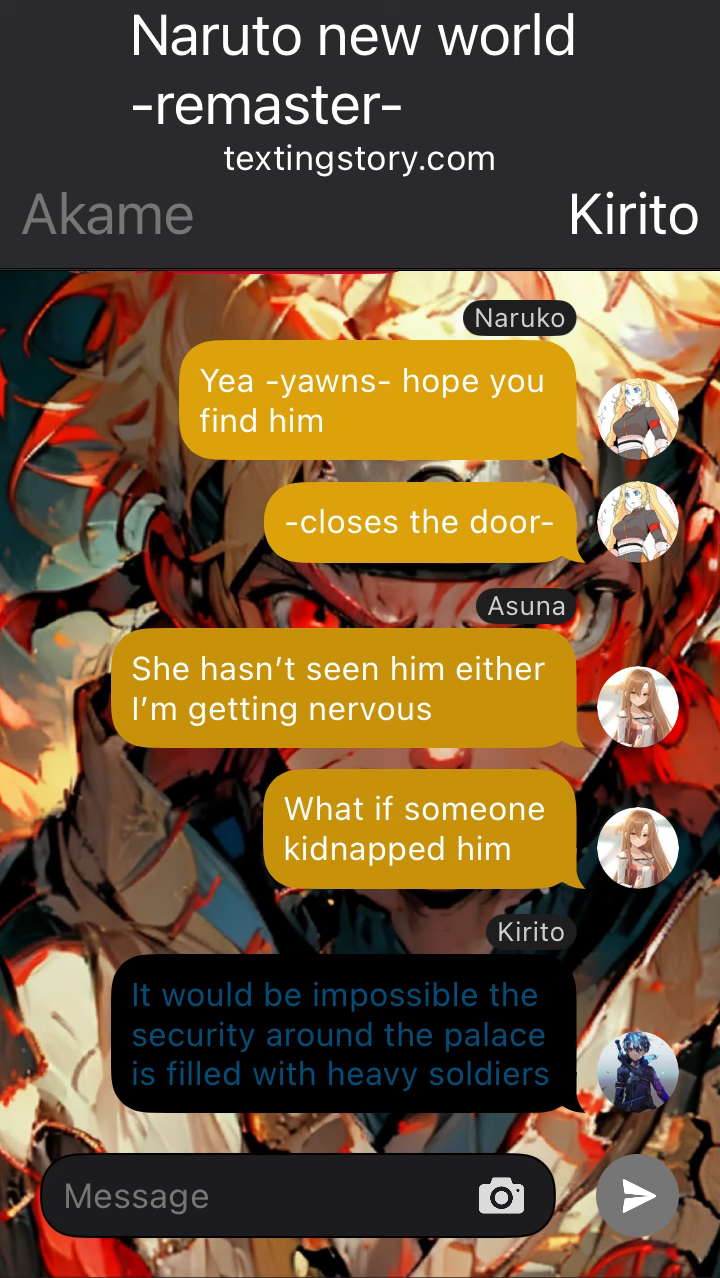 Naruto new world
-remaster-
textingstory.com
Akame
Kirito
Naruko
Yea -yawns- hope you
find him
-closes the door-
Asuna
She hasn’t seen him either
I’m getting nervous
What if someone
kidnapped him
Kirito
It would be impossible the
security around the palace
is filled with heavy soldiers
Message